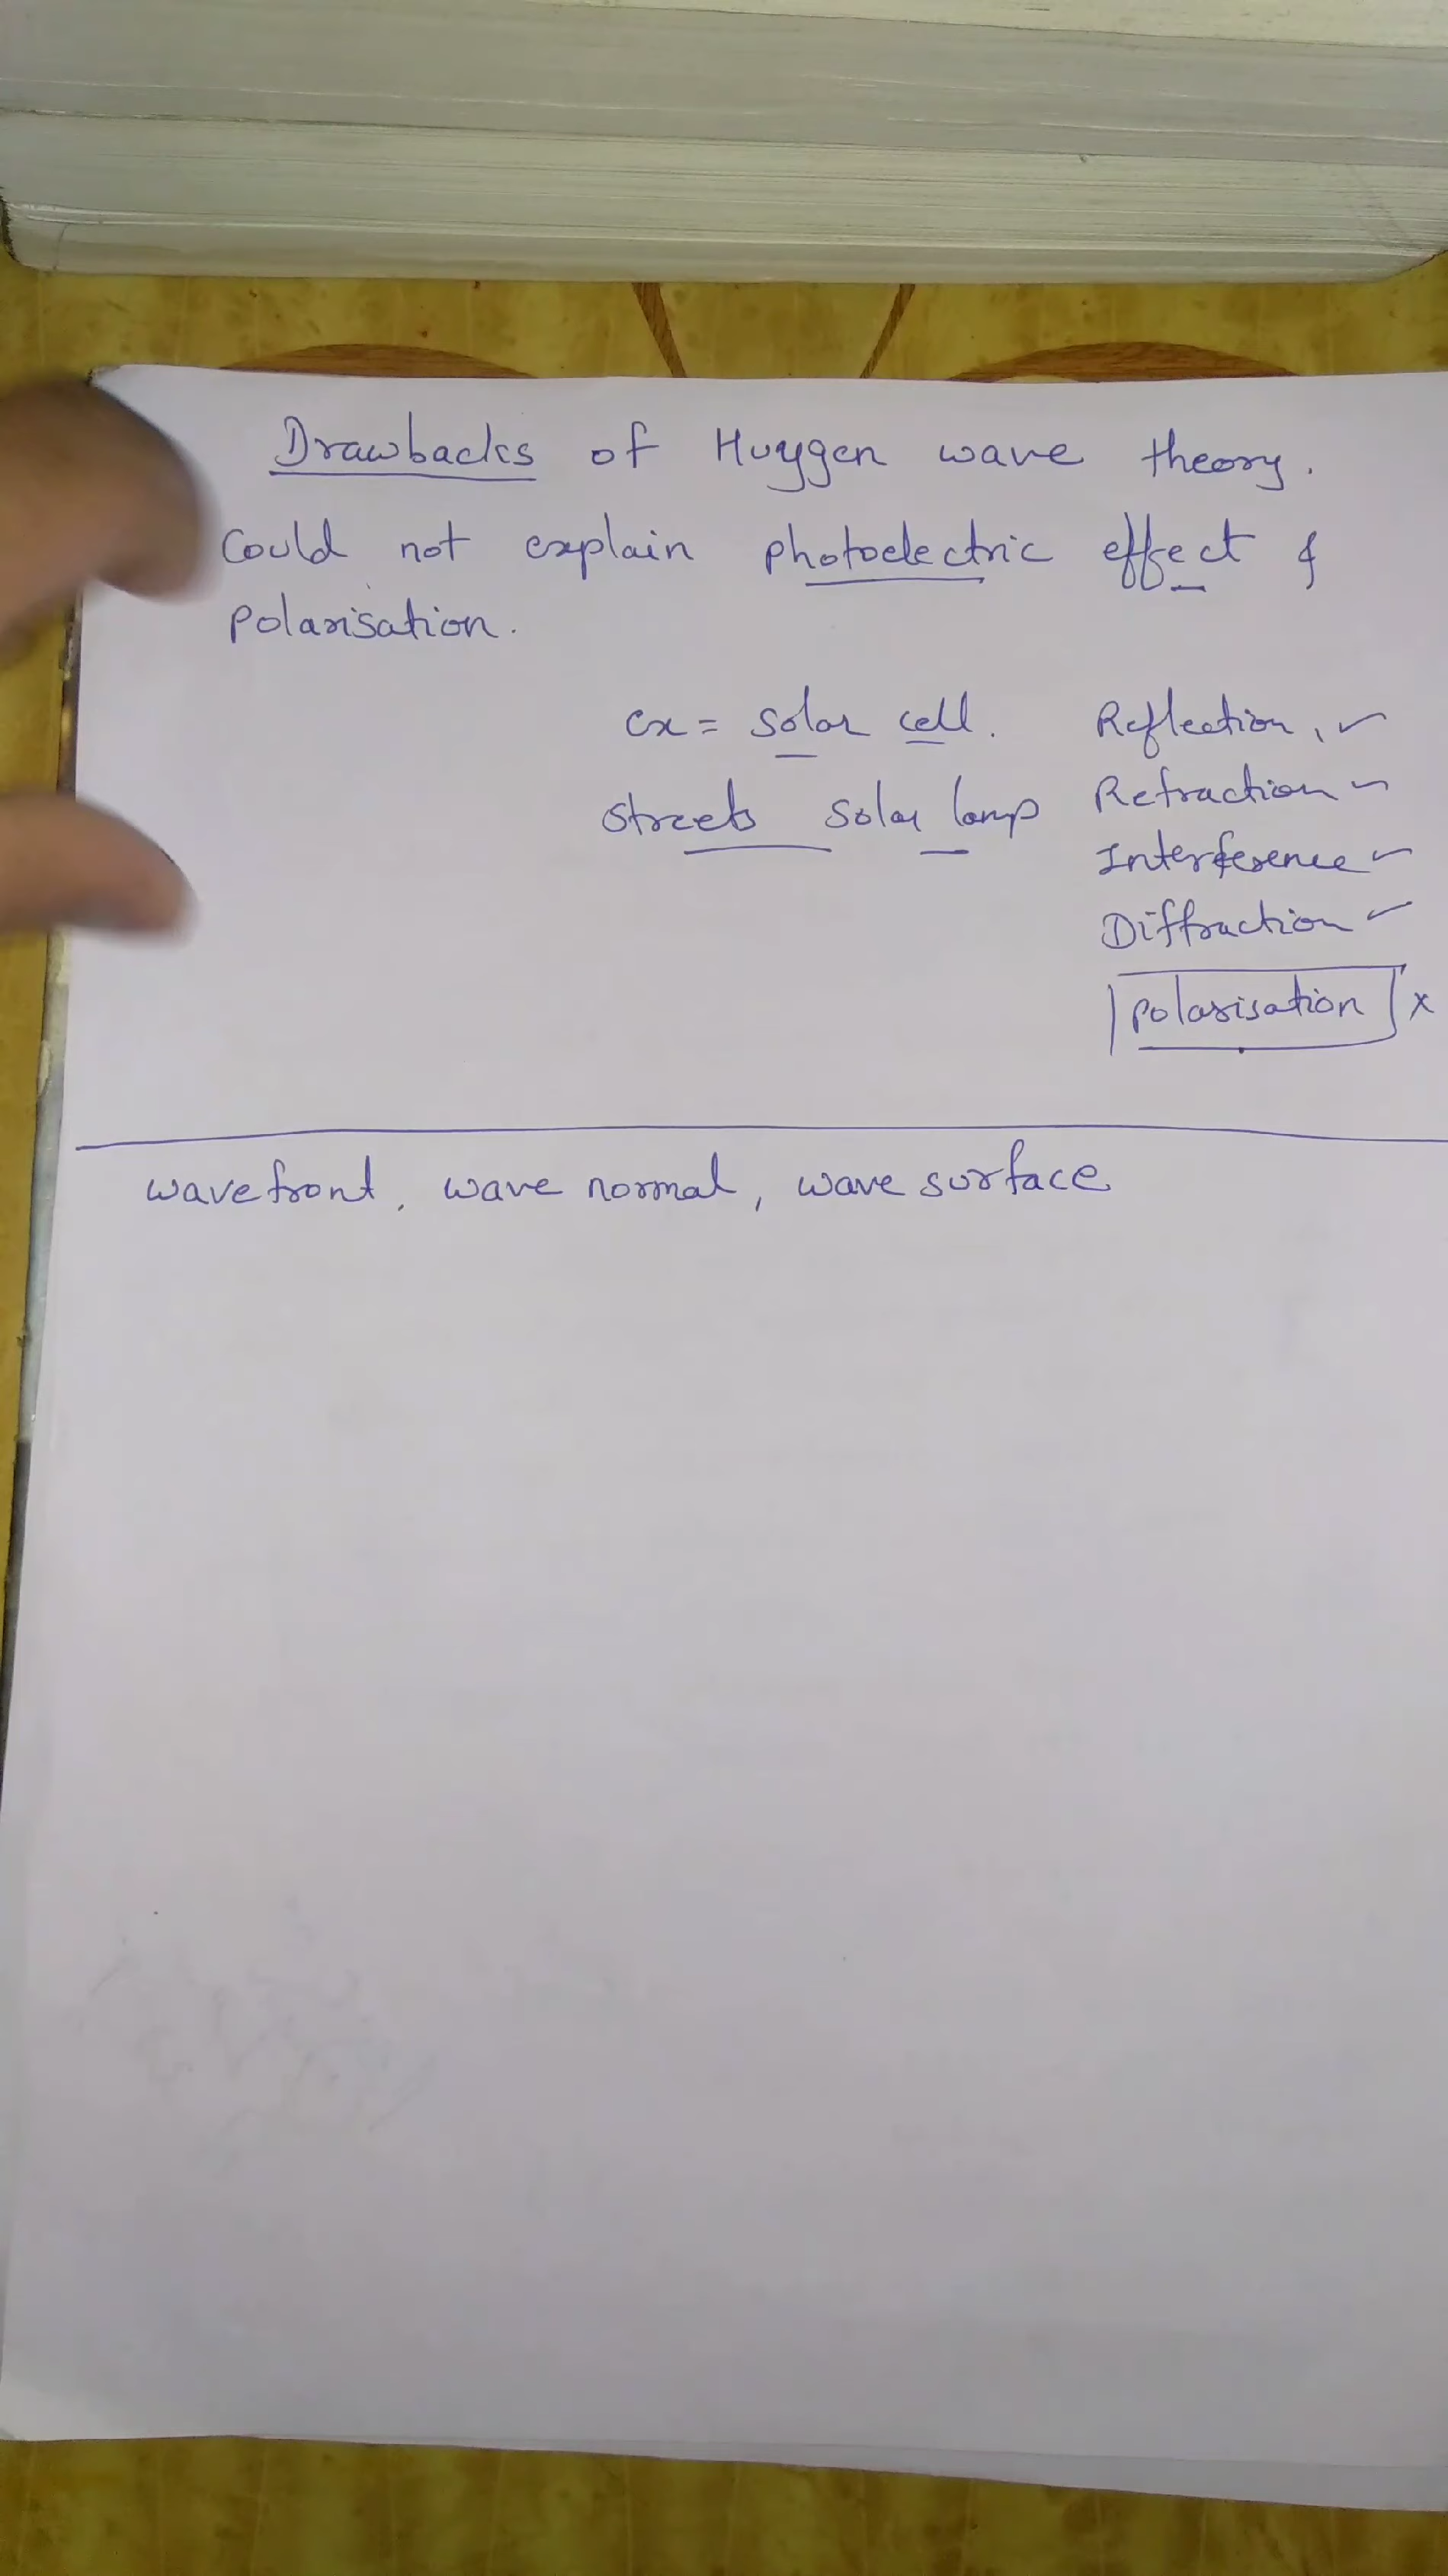 Drawbacks of Huygen wave theory.
Could not explain photoelectric effect &
Polarisation.
ex = solar cell.
streets solar lamp
Reflection, ✓
Refraction ✓
Interference ✓
Diffraction ✓
polarisation x
wavefront, wave normal, wave surface